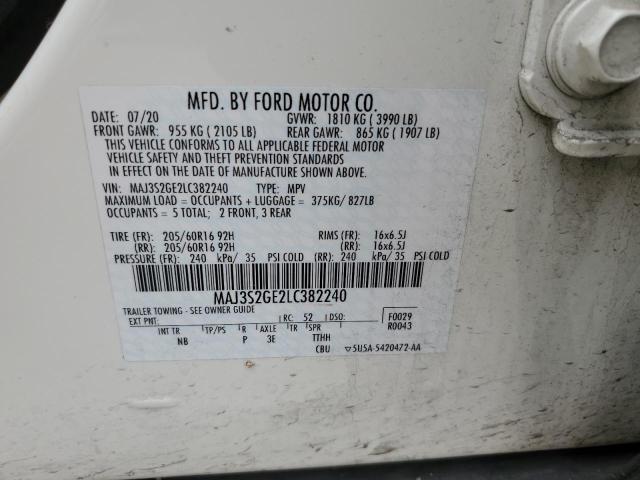 MFD. BY FORD MOTOR CO.
DATE: 07/20 GVWR: 1810 KG ( 3990 LB)
FRONT GAWR: 955 KG ( 2105 LB) REAR GAWR: 865 KG ( 1907 LB)
THIS VEHICLE CONFORMS TO ALL APPLICABLE FEDERAL MOTOR
VEHICLE SAFETY AND THEFT PREVENTION STANDARDS
IN EFFECT ON THE DATE OF MANUFACTURE SHOWN ABOVE.
VIN: MAJ3S2GE2LC382240 TYPE: MPV
MAXIMUM LOAD = OCCUPANTS + LUGGAGE = 375KG/ 827LB
OCCUPANTS = 5 TOTAL; 2 FRONT, 3 REAR
TIRE (FR): 205/60R16 92H RIMS (FR): 16x6.5J
(RR): 205/60R16 92H (RR): 16x6.5J
PRESSURE (FR): 240 kPa/ 35 PSI COLD (RR): 240 kPa/ 35 PSI COLD
MAJ3S2GE2LC382240
TRAILER TOWING - SEE OWNER GUIDE
EXT PNT: RC: 52 DSO: F0029
R0043
INT TR TP/PS R AXLE TR SPR
NB P 3E TTHH
CBU ▽5U5A-5420472-AA